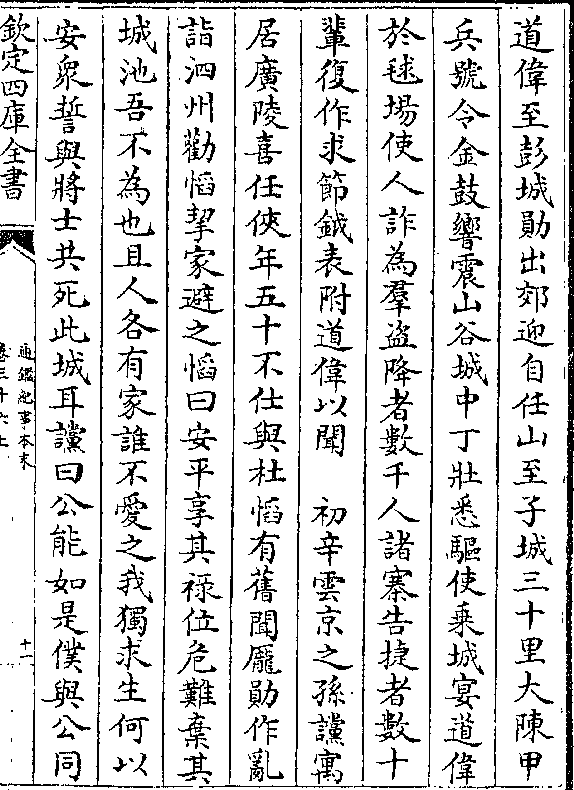 道偉至彭城勛出郊迎自任山至子城三十里大陳甲
兵號令金鼓響震山谷城中丁壯悉驅使乗城宴道偉
於毬場使人詐為羣盗降者數千人諸寨告捷者數十
輩復作求節鉞表附道偉以聞　初辛雲京之孫讜寓
居廣陵喜任俠年五十不仕與杜慆有舊聞龎勛作亂
詣泗州勸慆挈家避之慆曰安平享其禄位危難棄其
城池吾不為也且人各有家誰不愛之我獨求生何以
安衆誓與將士共死此城耳讜曰公能如是僕與公同
欽定四庫全書
通鑑紀事本末
卷三十六上
十一